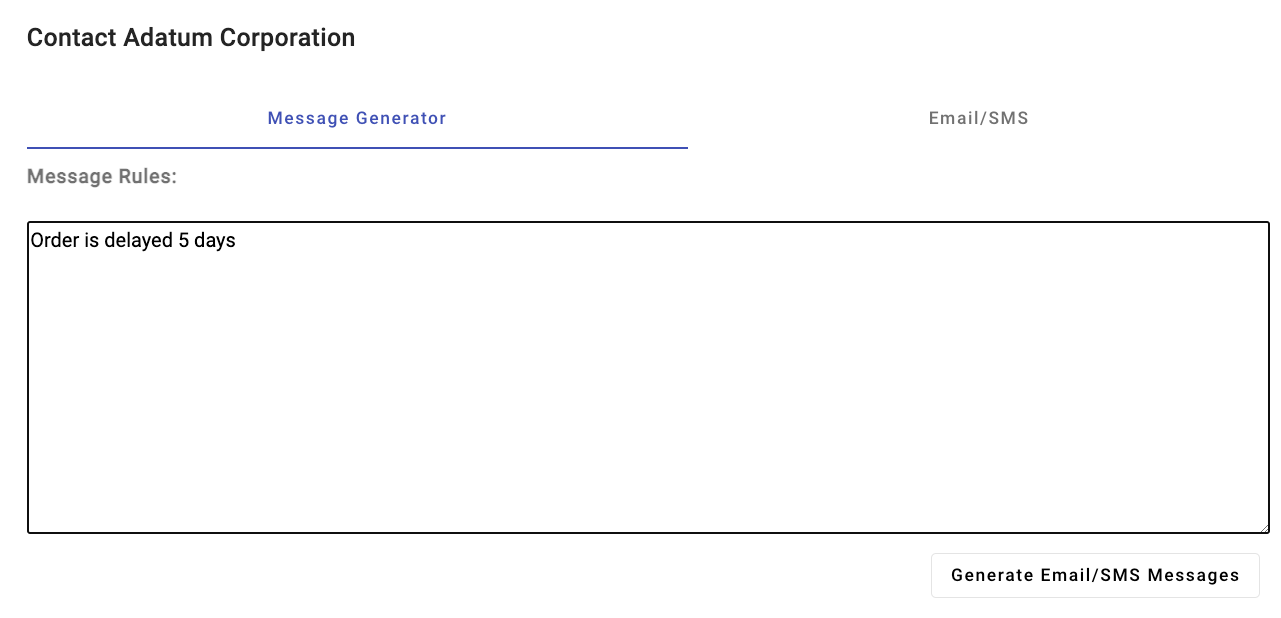 Contact Adatum Corporation
Message Generator
Email/SMS
Message Rules:
Order is delayed 5 days
Generate Email/SMS Messages